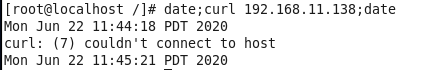 [root@localhost /]# date;curl 192.168.11.138;date
Mon Jun 22 11:44:18 PDT 2020
curl: (7) couldn't connect to host
Mon Jun 22 11:45:21 PDT 2020